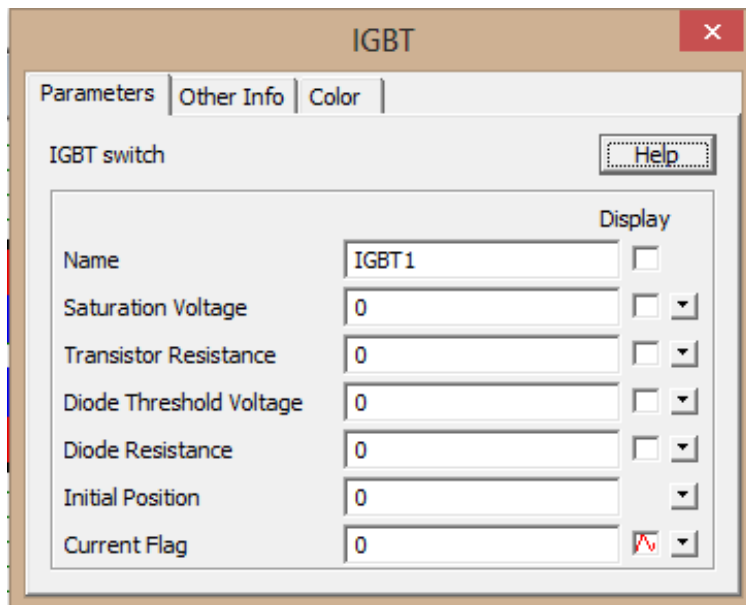 IGBT
Parameters Other Info Color
IGBT switch Help
Display
Name IGBT1
Saturation Voltage 0
Transistor Resistance 0
Diode Threshold Voltage 0
Diode Resistance 0
Initial Position 0
Current Flag 0